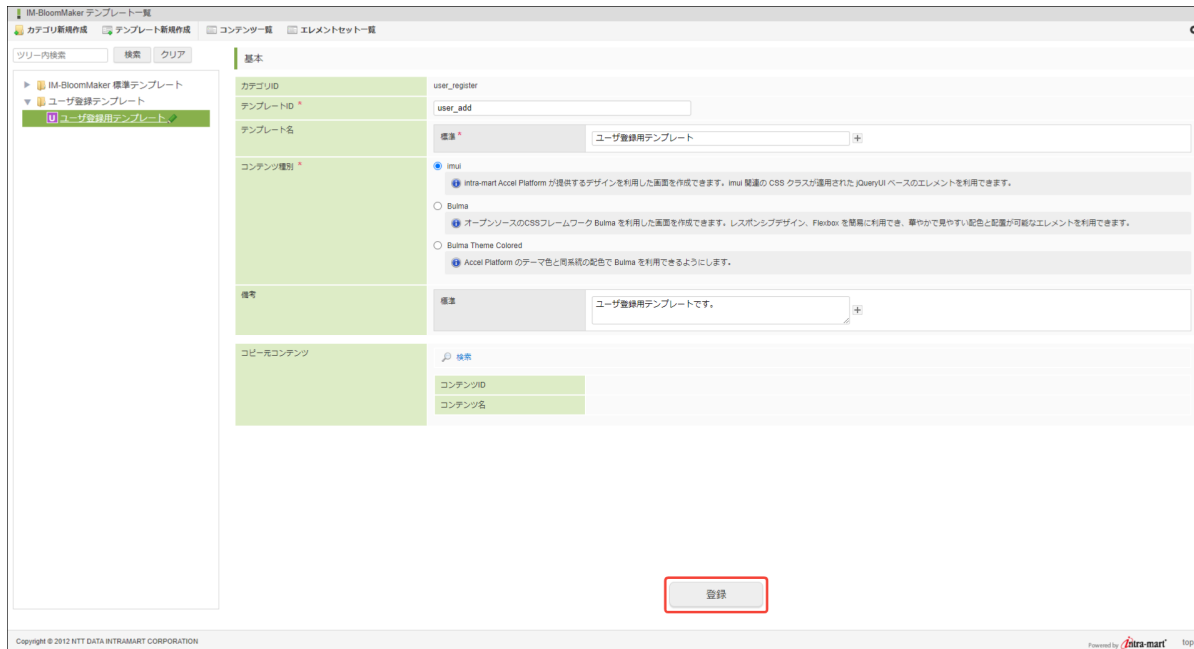 IM-BloomMaker テンプレート一覧
カテゴリ新規作成 テンプレート新規作成 コンテンツ一覧 エレメントセット一覧
ツリー内検索 検索 クリア
IM-BloomMaker 標準テンプレート
ユーザ登録テンプレート
U ユーザ登録用テンプレート
基本
カテゴリID user_register
テンプレートID * user_add
テンプレート名 標準 * ユーザ登録用テンプレート
コンテンツ種別 * imui
intra-mart Accel Platform が提供するデザインを利用した画面を作成できます。imui 関連の CSS クラスが適用された jQueryUI ベースのエレメントを利用できます。
Bulma
オープンソースのCSSフレームワーク Bulma を利用した画面を作成できます。レスポンシブデザイン、Flexbox を簡易に利用でき、華やかで見やすい配色と配置が可能なエレメントを利用できます。
Bulma Theme Colored
Accel Platform のテーマ色と同系統の配色で Bulma を利用できるようにします。
備考 標準 ユーザ登録用テンプレートです。
コピー元コンテンツ 検索
コンテンツID
コンテンツ名
登録
Copyright © 2012 NTT DATA INTRAMART CORPORATION
Powered by intra-mart top